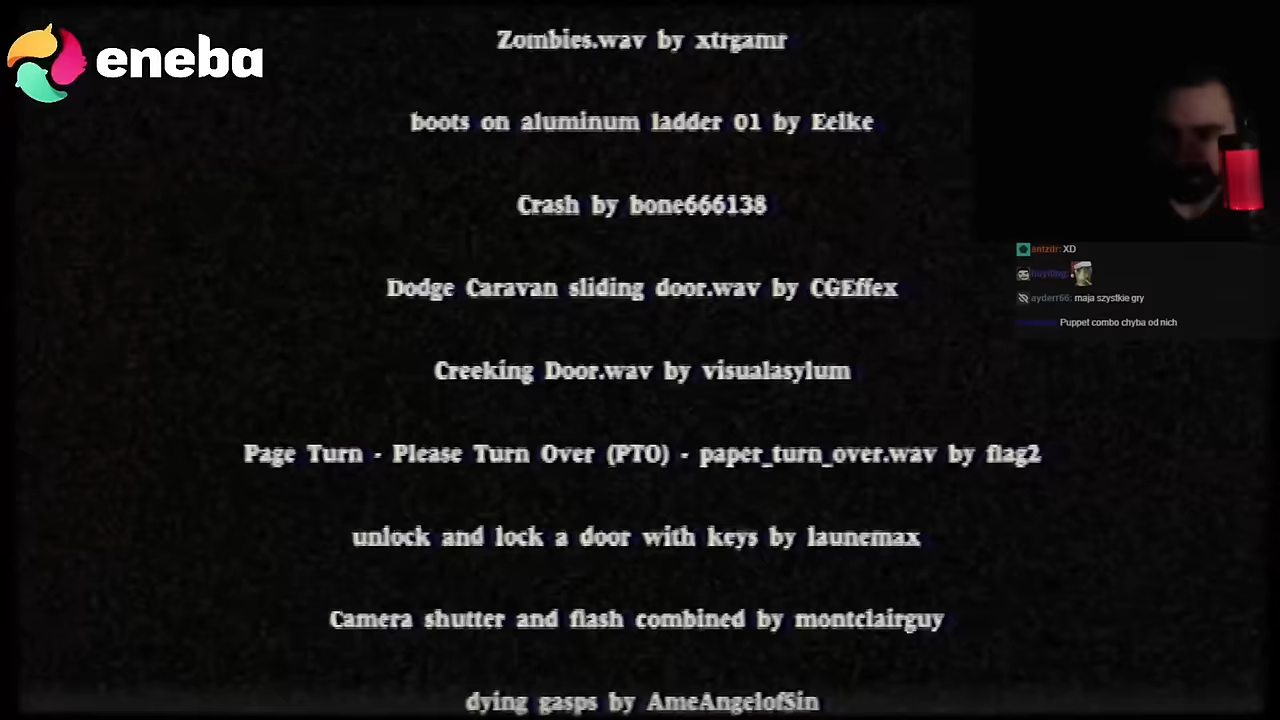 eneba
Zombies.wav by xtrgamr
boots on aluminum ladder 01 by Eelke
Crash by bone666138
Dodge Caravan sliding door.wav by CGEffex
Creeking Door.wav by visualasylum
Page Turn - Please Turn Over (PTO) - paper_turn_over.wav by flag2
unlock and lock a door with keys by launemax
Camera shutter and flash combined by montclairguy
dying gasps by AmeAngelofSin
antzdr: XD
ayderr66: maja szystkie gry
Puppet combo chyba od nich